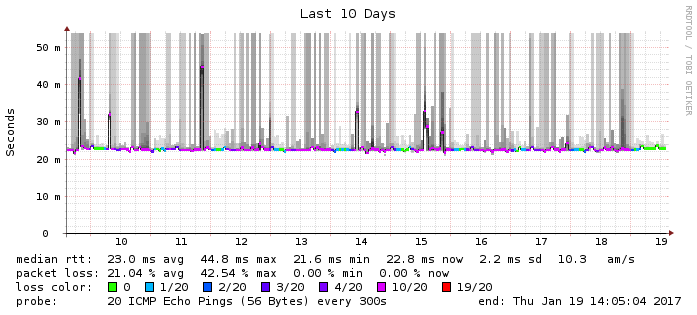 Last 10 Days
RRDTOOL / TOBI OETIKER
Seconds
50 m
40 m
30 m
20 m
10 m
0
10 11 12 13 14 15 16 17 18 19
median rtt: 23.0 ms avg 44.8 ms max 21.6 ms min 22.8 ms now 2.2 ms sd 10.3 am/s
packet loss: 21.04 % avg 42.54 % max 0.00 % min 0.00 % now
loss color: 0 1/20 2/20 3/20 4/20 10/20 19/20
probe: 20 ICMP Echo Pings (56 Bytes) every 300s end: Thu Jan 19 14:05:04 2017